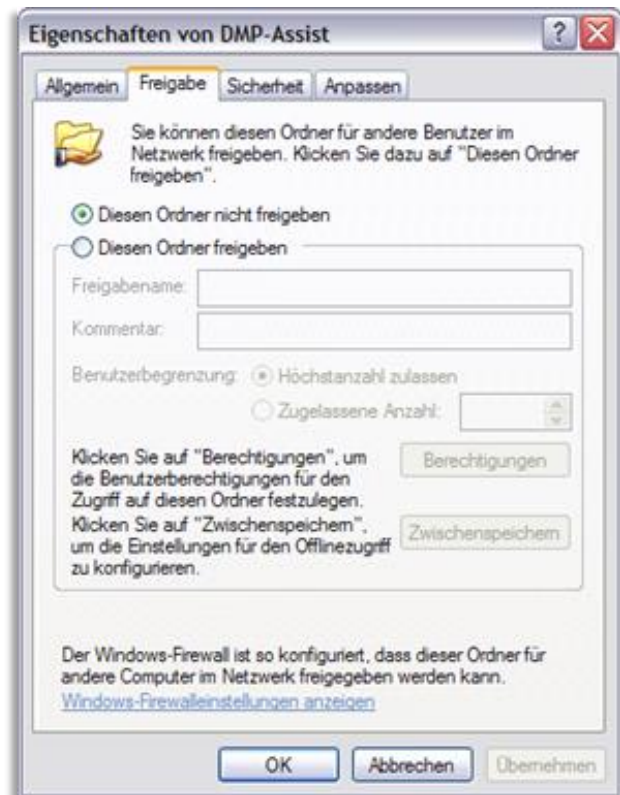 Eigenschaften von DMP-Assist
?
Allgemein Freigabe Sicherheit Anpassen
Sie können diesen Ordner für andere Benutzer im
Netzwerk freigeben. Klicken Sie dazu auf "Diesen Ordner
freigeben".
Diesen Ordner nicht freigeben
Diesen Ordner freigeben
Freigabename:
Kommentar:
Benutzerbegrenzung: Höchstanzahl zulassen
Zugelassene Anzahl:
Klicken Sie auf "Berechtigungen", um
die Benutzerberechtigungen für den
Zugriff auf diesen Ordner festzulegen.
Berechtigungen
Klicken Sie auf "Zwischenspeichern",
um die Einstellungen für den Offlinezugriff
zu konfigurieren.
Zwischenspeichern
Der Windows-Firewall ist so konfiguriert, dass dieser Ordner für
andere Computer im Netzwerk freigegeben werden kann.
Windows-Firewalleinstellungen anzeigen
OK Abbrechen Übernehmen